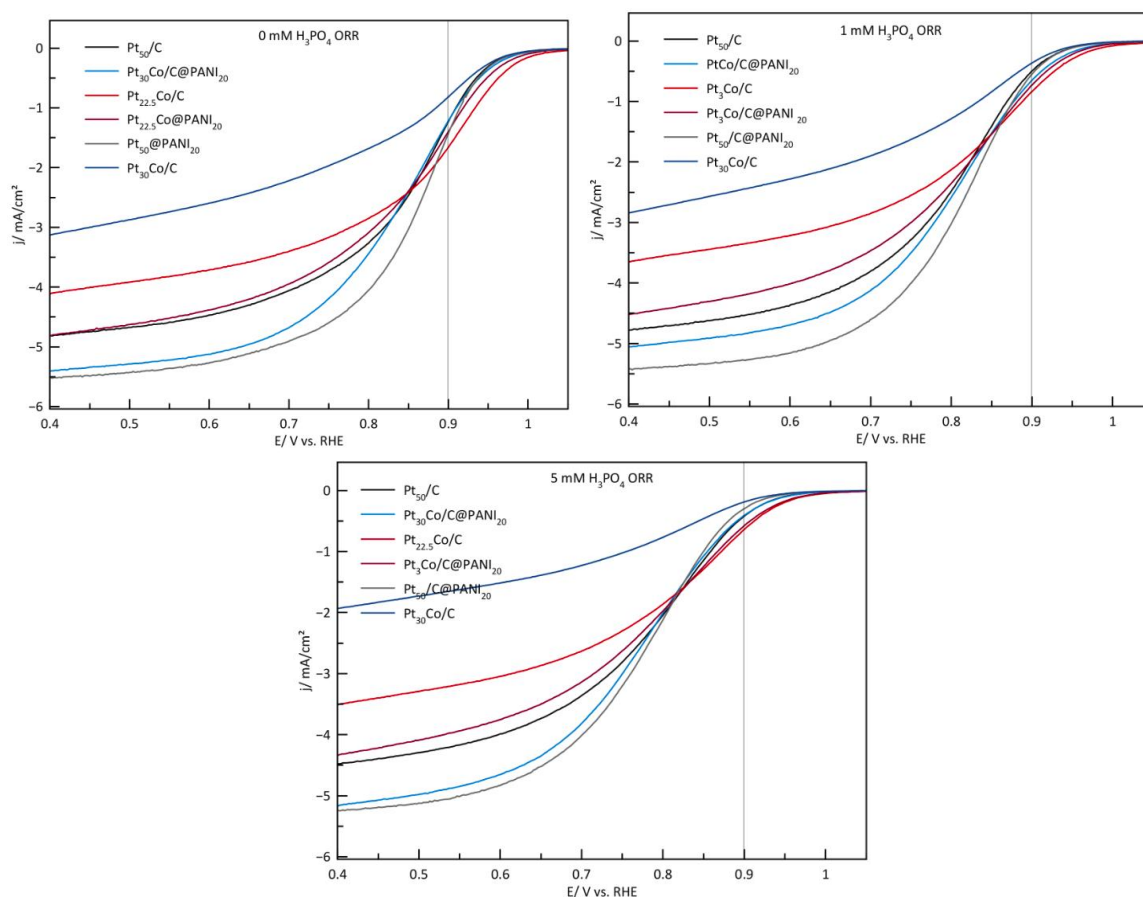 0 mM H₃PO₄ ORR
Pt₅₀/C
Pt₃₀Co/C@PANI₂₀
Pt₂₂.₅Co/C
Pt₂₂.₅Co@PANI₂₀
Pt₅₀@PANI₂₀
Pt₃₀Co/C
0
−1
−2
−3
−4
−5
−6
j/ mA/cm²
0.4 0.5 0.6 0.7 0.8 0.9 1
E/ V vs. RHE
1 mM H₃PO₄ ORR
Pt₅₀/C
PtCo/C@PANI₂₀
Pt₃Co/C
Pt₃Co/C@PANI₂₀
Pt₅₀/C@PANI₂₀
Pt₃₀Co/C
0
−1
−2
−3
−4
−5
−6
j/ mA/cm²
0.4 0.5 0.6 0.7 0.8 0.9 1
E/ V vs. RHE
5 mM H₃PO₄ ORR
Pt₅₀/C
Pt₃₀Co/C@PANI₂₀
Pt₂₂.₅Co/C
Pt₃Co/C@PANI₂₀
Pt₅₀/C@PANI₂₀
Pt₃₀Co/C
0
−1
−2
−3
−4
−5
−6
j/ mA/cm²
0.4 0.5 0.6 0.7 0.8 0.9 1
E/ V vs. RHE